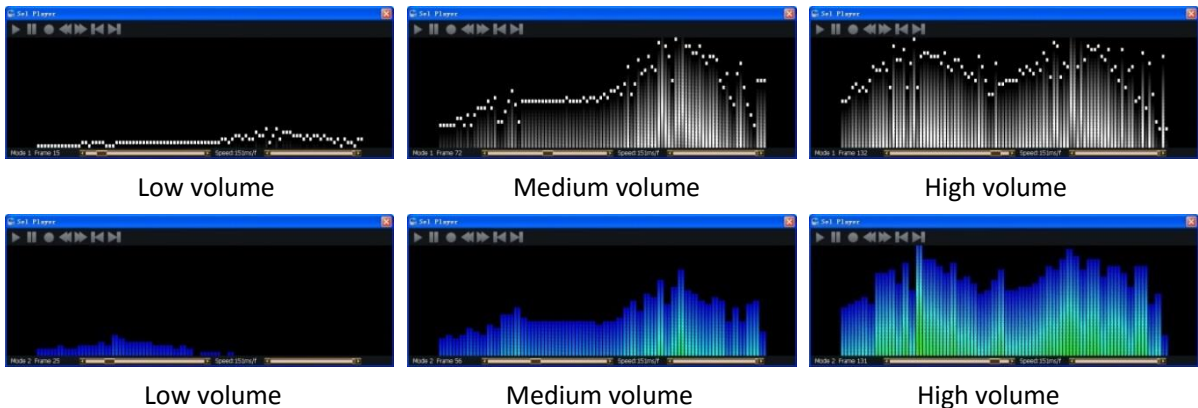 Sel Player Sel Player Sel Player
Mode 1 Frame 15 Speed:151ms/f Mode 1 Frame 72 Speed:151ms/f Mode 1 Frame 132 Speed:151ms/f
Low volume Medium volume High volume
Sel Player Sel Player Sel Player
Mode 2 Frame 25 Speed:151ms/f Mode 2 Frame 56 Speed:151ms/f Mode 2 Frame 131 Speed:151ms/f
Low volume Medium volume High volume